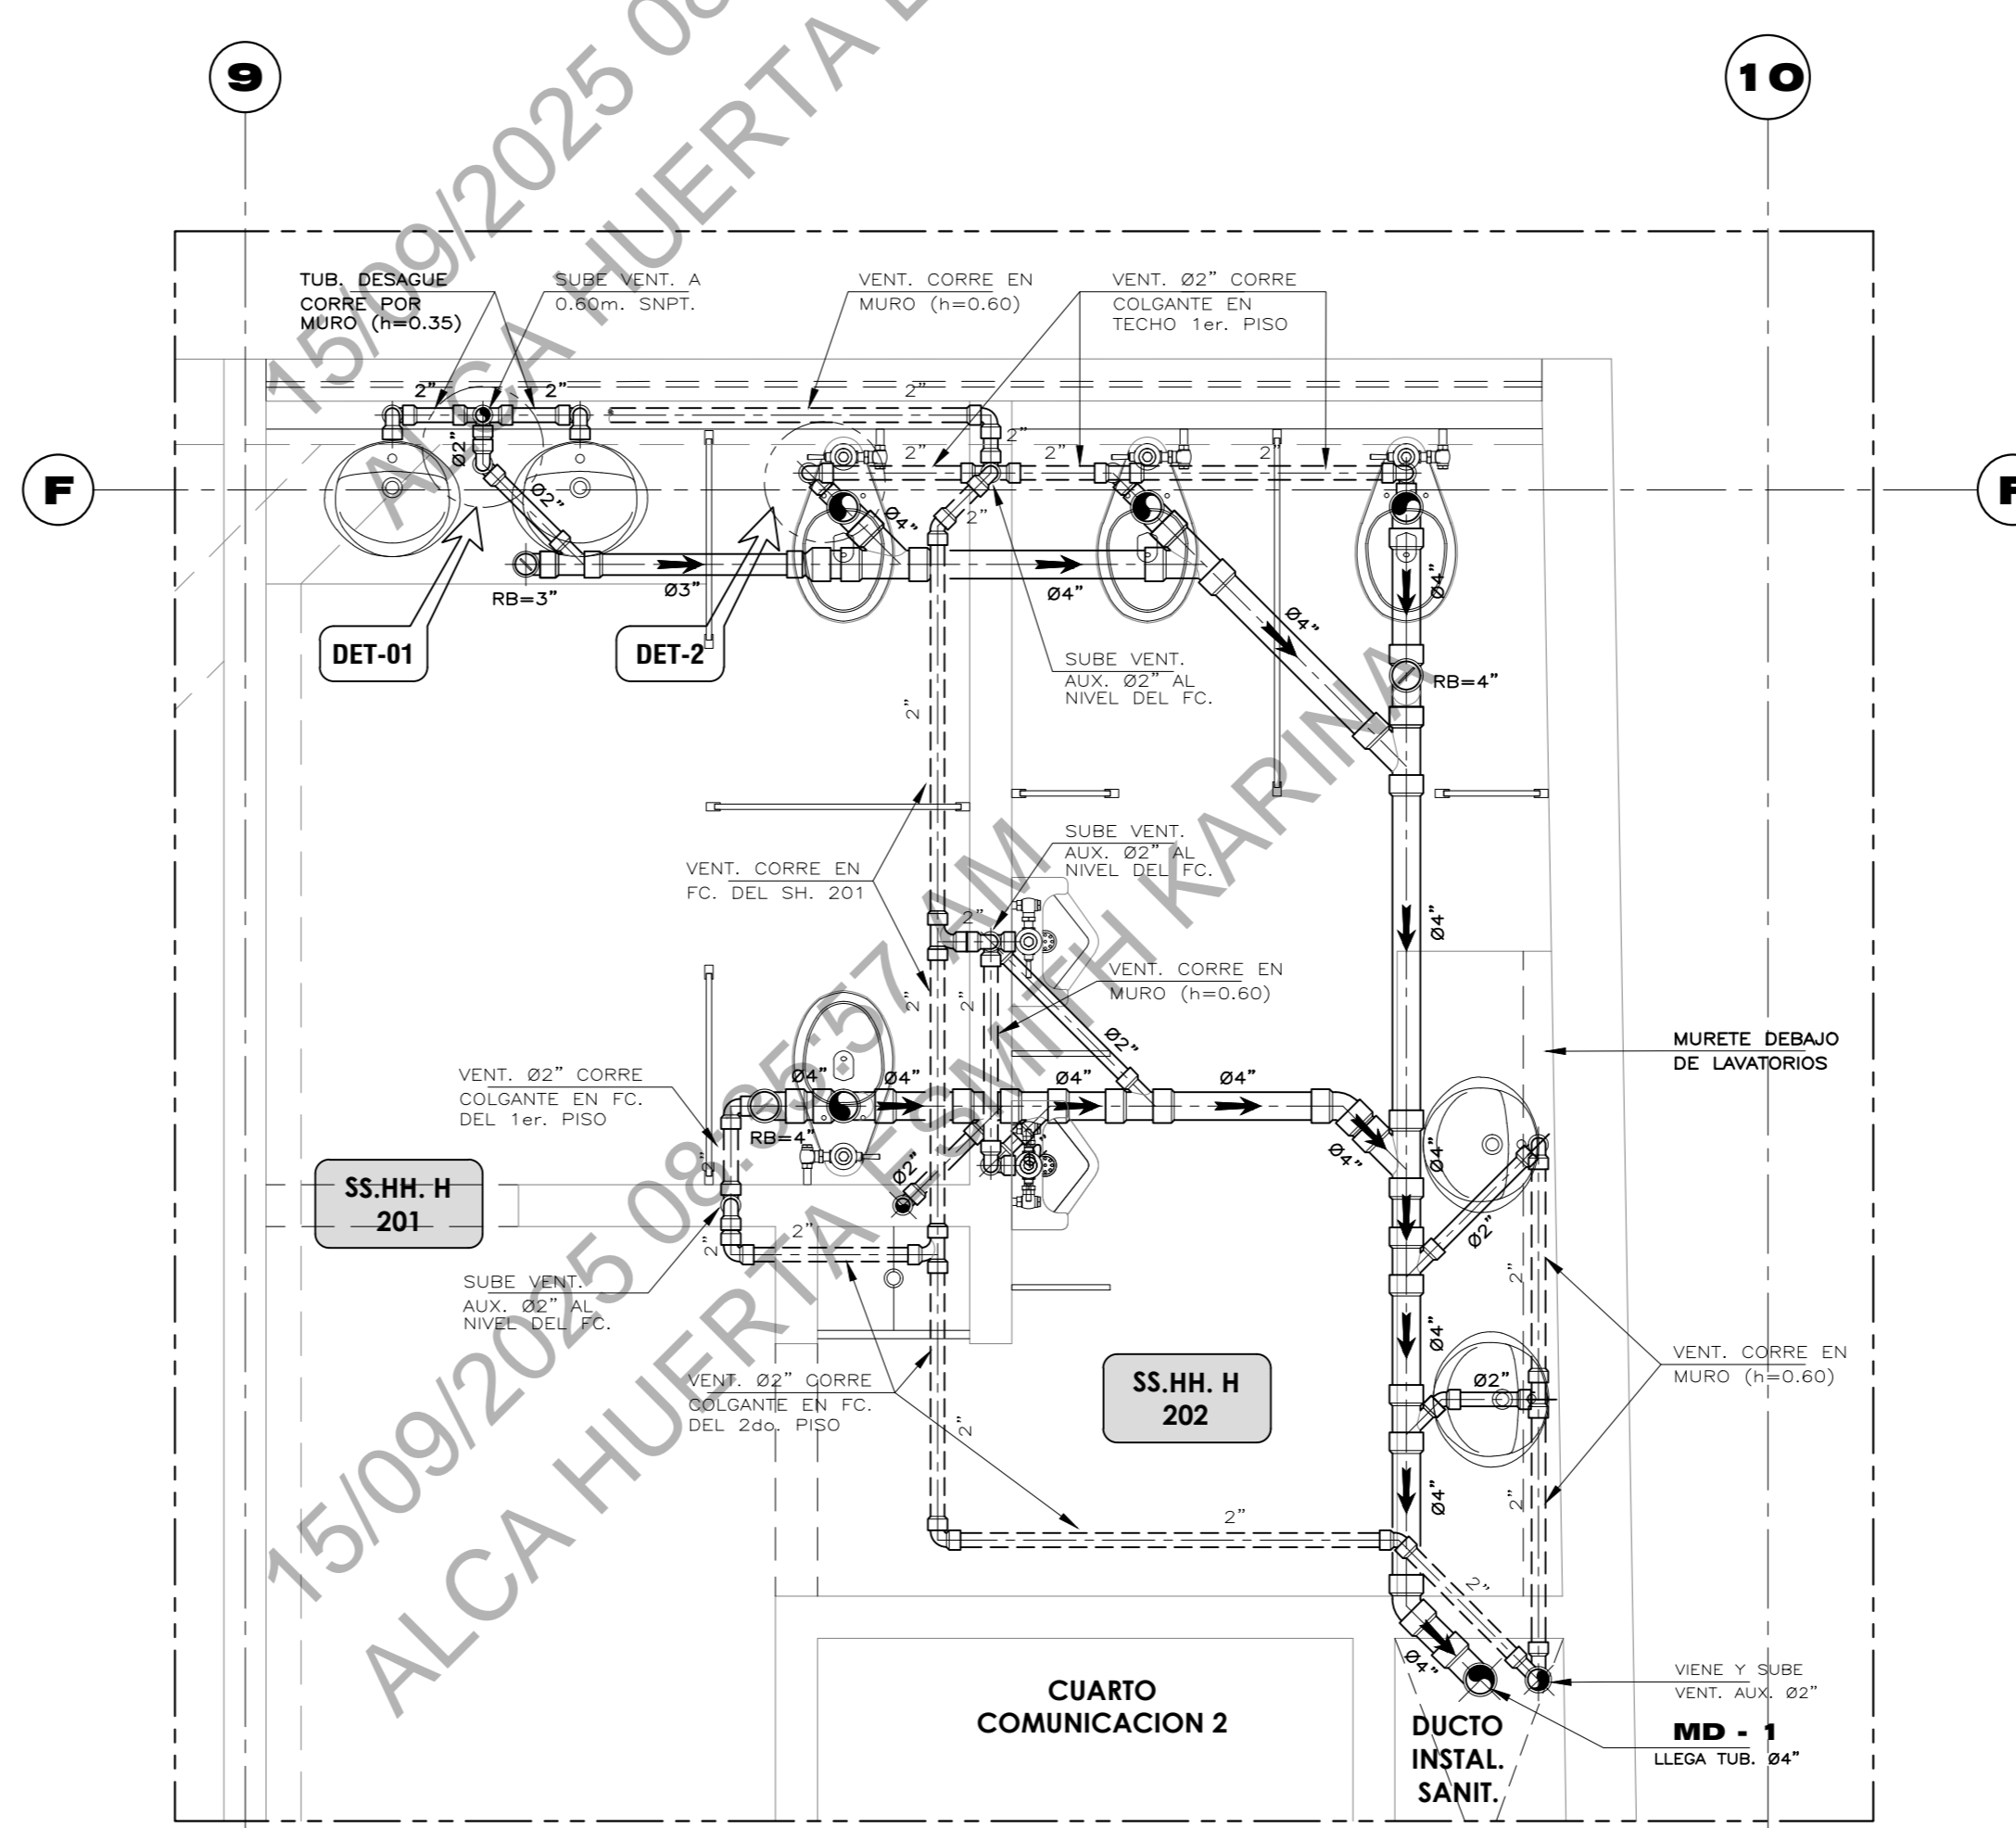 9
10
TUB. DESAGUE
CORRE POR
MURO (h=0.35)
SUBE VENT. A
0.60m. SNPT.
VENT. CORRE EN
MURO (h=0.60)
VENT. Ø2” CORRE
COLGANTE EN
TECHO 1er. PISO
2”
2”
2”
2”
2”
2”
2”
Ø2”
F
F
Ø2”
Ø4”
2”
RB=3”
Ø3”
Ø4”
Ø4”
Ø4”
DET-01
DET-2
SUBE VENT.
AUX. Ø2” AL
NIVEL DEL FC.
RB=4”
2”
SUBE VENT.
AUX. Ø2” AL
NIVEL DEL FC.
VENT. CORRE EN
FC. DEL SH. 201
2”
Ø4”
VENT. CORRE EN
MURO (h=0.60)
2”
2”
Ø2”
MURETE DEBAJO
DE LAVATORIOS
VENT. Ø2” CORRE
COLGANTE EN FC.
DEL 1er. PISO
Ø4”
Ø4”
Ø4”
Ø4”
RB=4”
2”
Ø2”
Ø4”
Ø4”
SS.HH. H
201
2”
2”
Ø2”
2”
SUBE VENT.
AUX. Ø2” AL
NIVEL DEL FC.
Ø4”
VENT. Ø2” CORRE
COLGANTE EN FC.
DEL 2do. PISO
2”
SS.HH. H
202
Ø2”
VENT. CORRE EN
MURO (h=0.60)
Ø4”
2”
2”
2”
Ø4”
CUARTO
COMUNICACION 2
DUCTO
INSTAL.
SANIT.
VIENE Y SUBE
VENT. AUX. Ø2”
MD - 1
LLEGA TUB. Ø4”
15/09/2025 08
ALCA HUERTA
15/09/2025 08:35:57 AM
ALCA HUERTA ESMITH KARINA